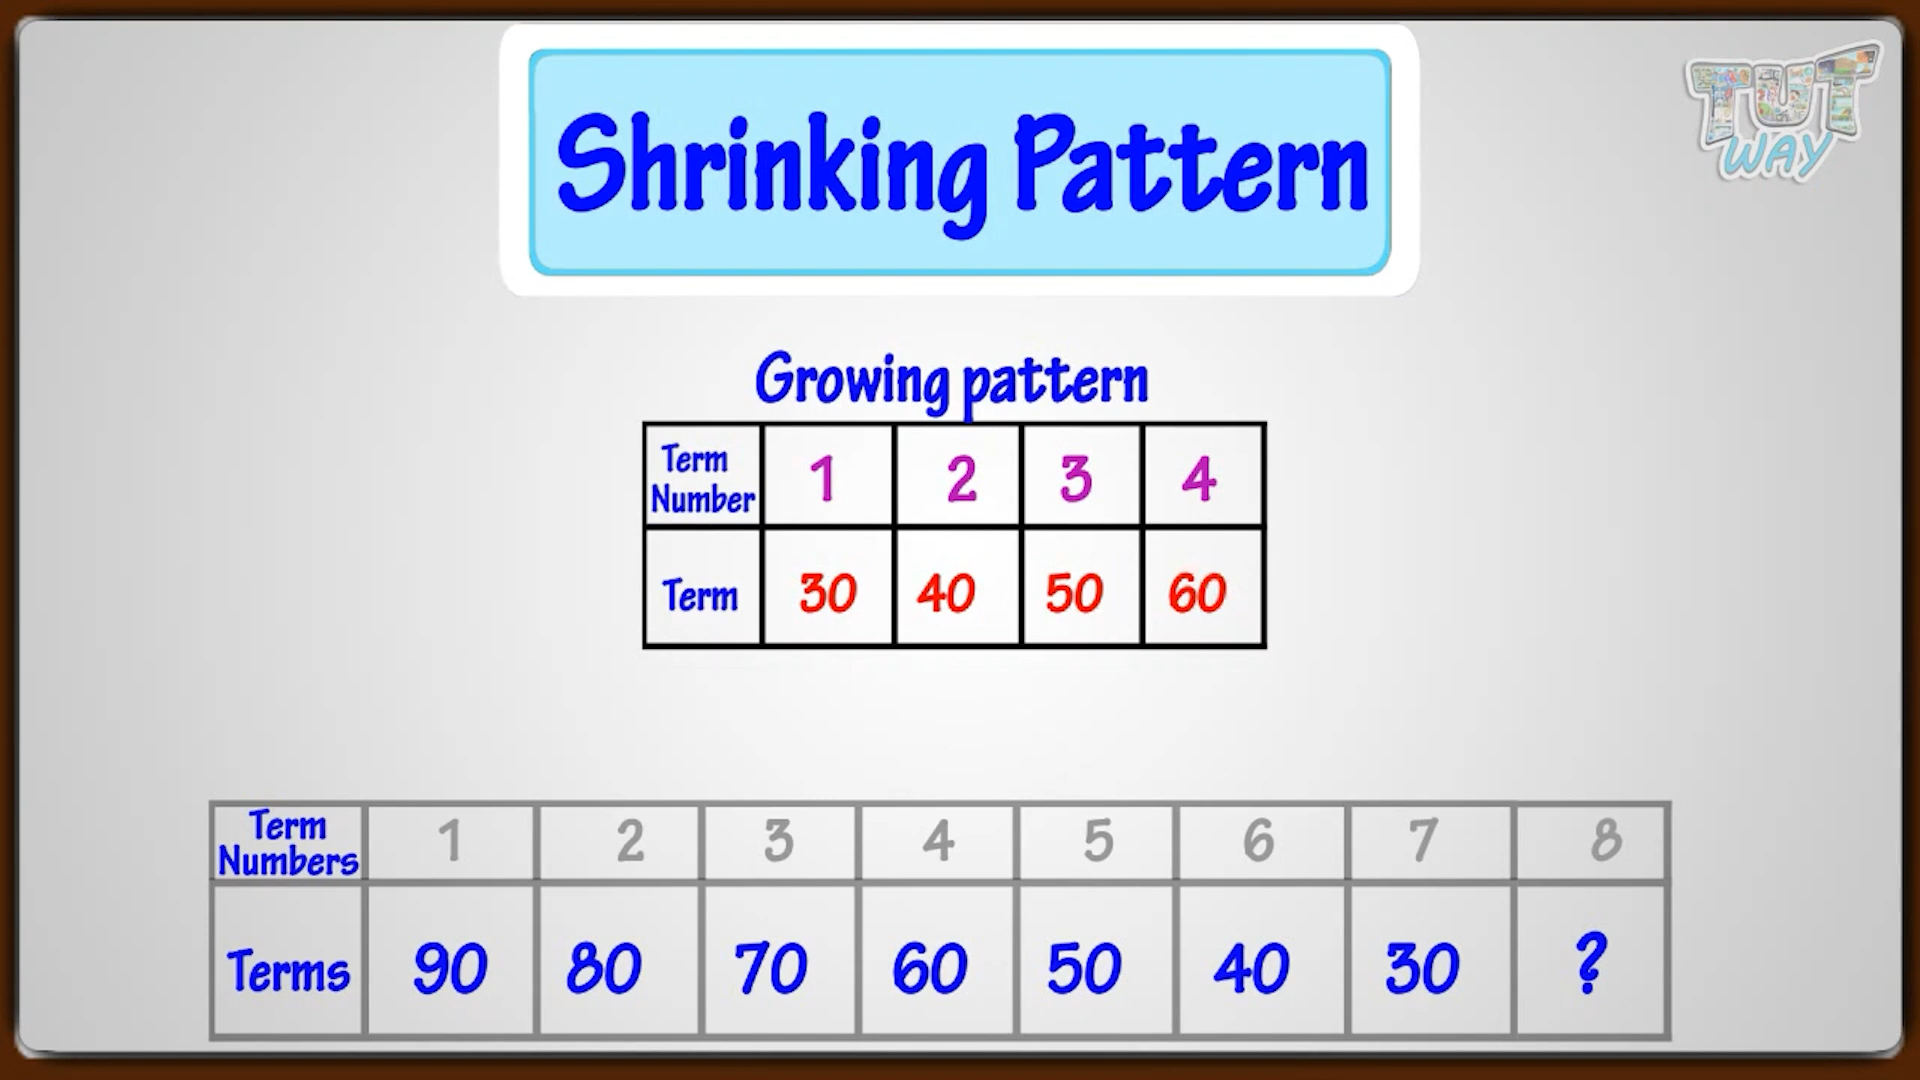 Shrinking Pattern
TUT
WAY
Growing pattern
Term Number 1 2 3 4
Term 30 40 50 60
Term Numbers 1 2 3 4 5 6 7 8
Terms 90 80 70 60 50 40 30 ?